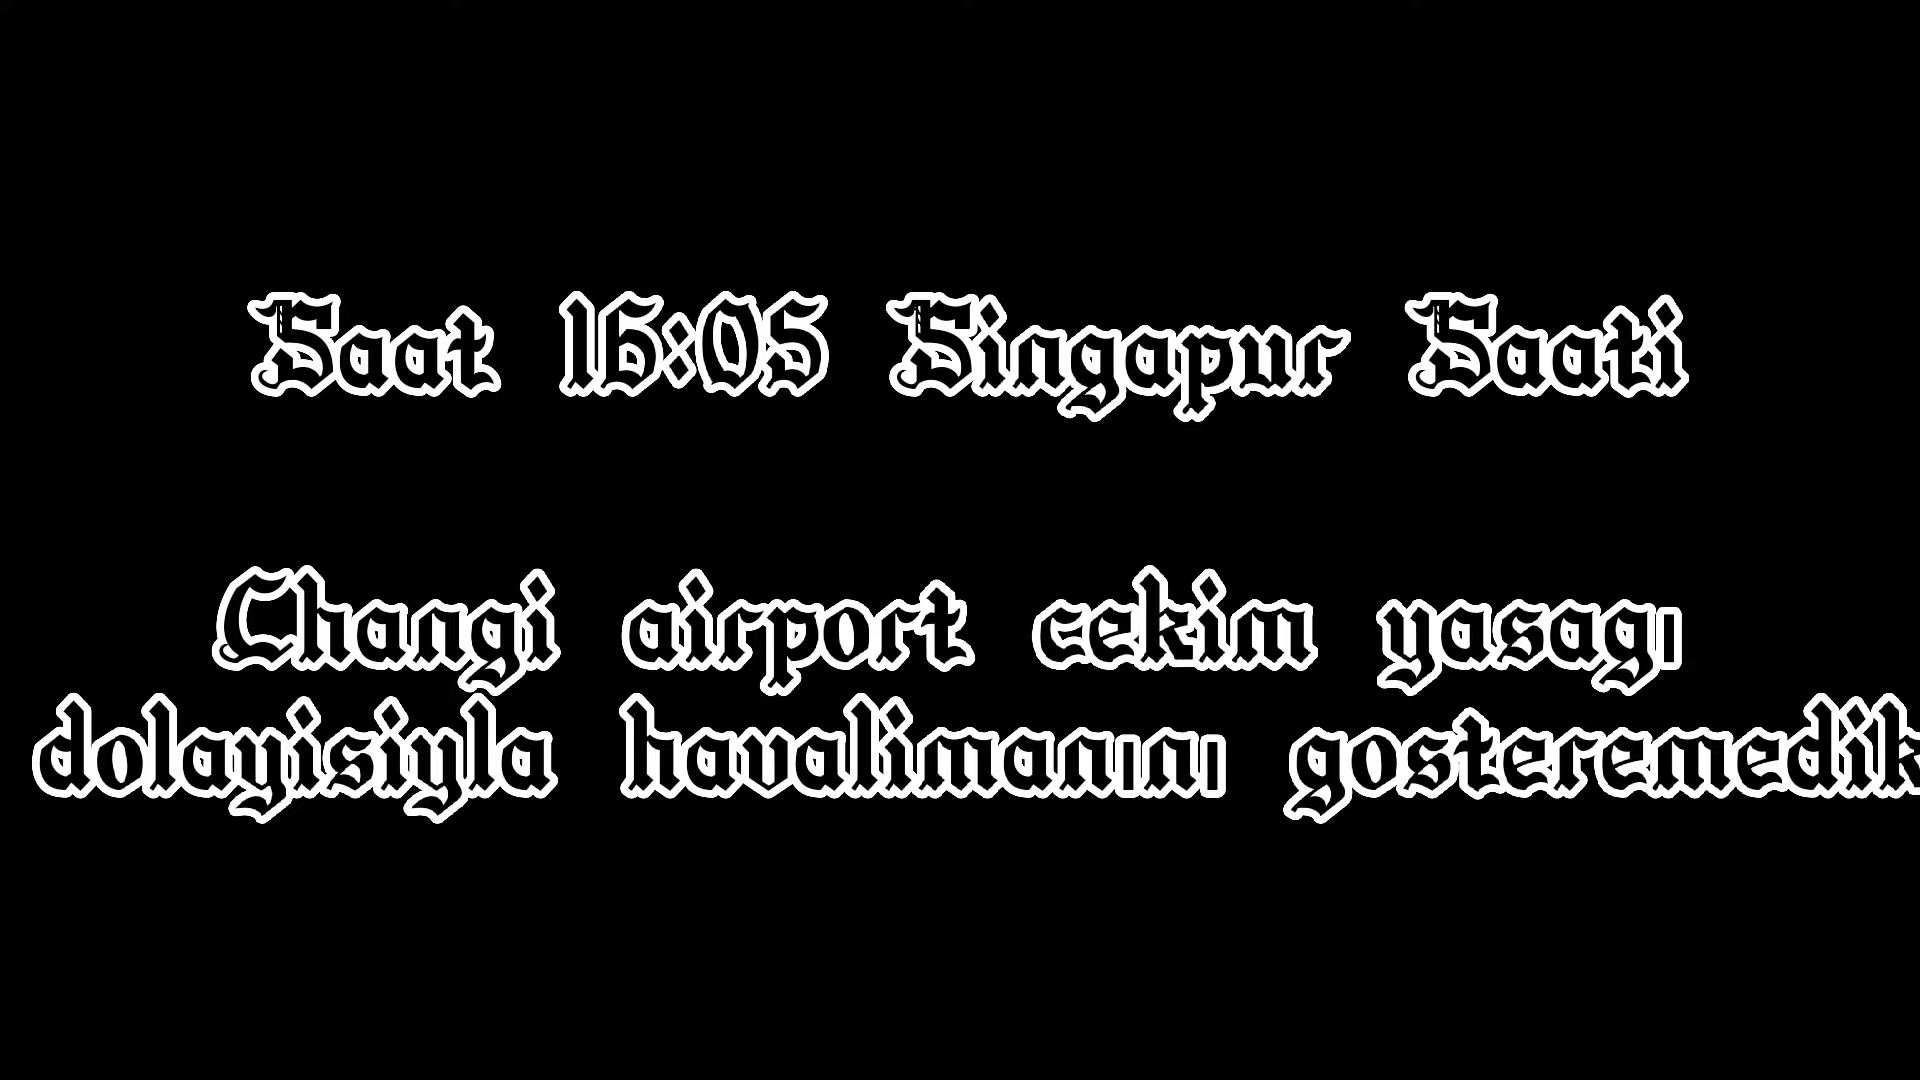 Saat 16:05 Singapur Saati
Changi airport cekim yasagı
dolayisiyla havalimanını gosteremedik